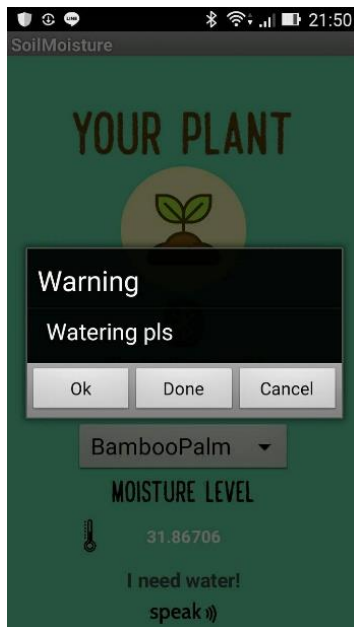 21:50
SoilMoisture
YOUR PLANT
Warning
Watering pls
Ok Done Cancel
BambooPalm
MOISTURE LEVEL
31.86706
I need water!
speak